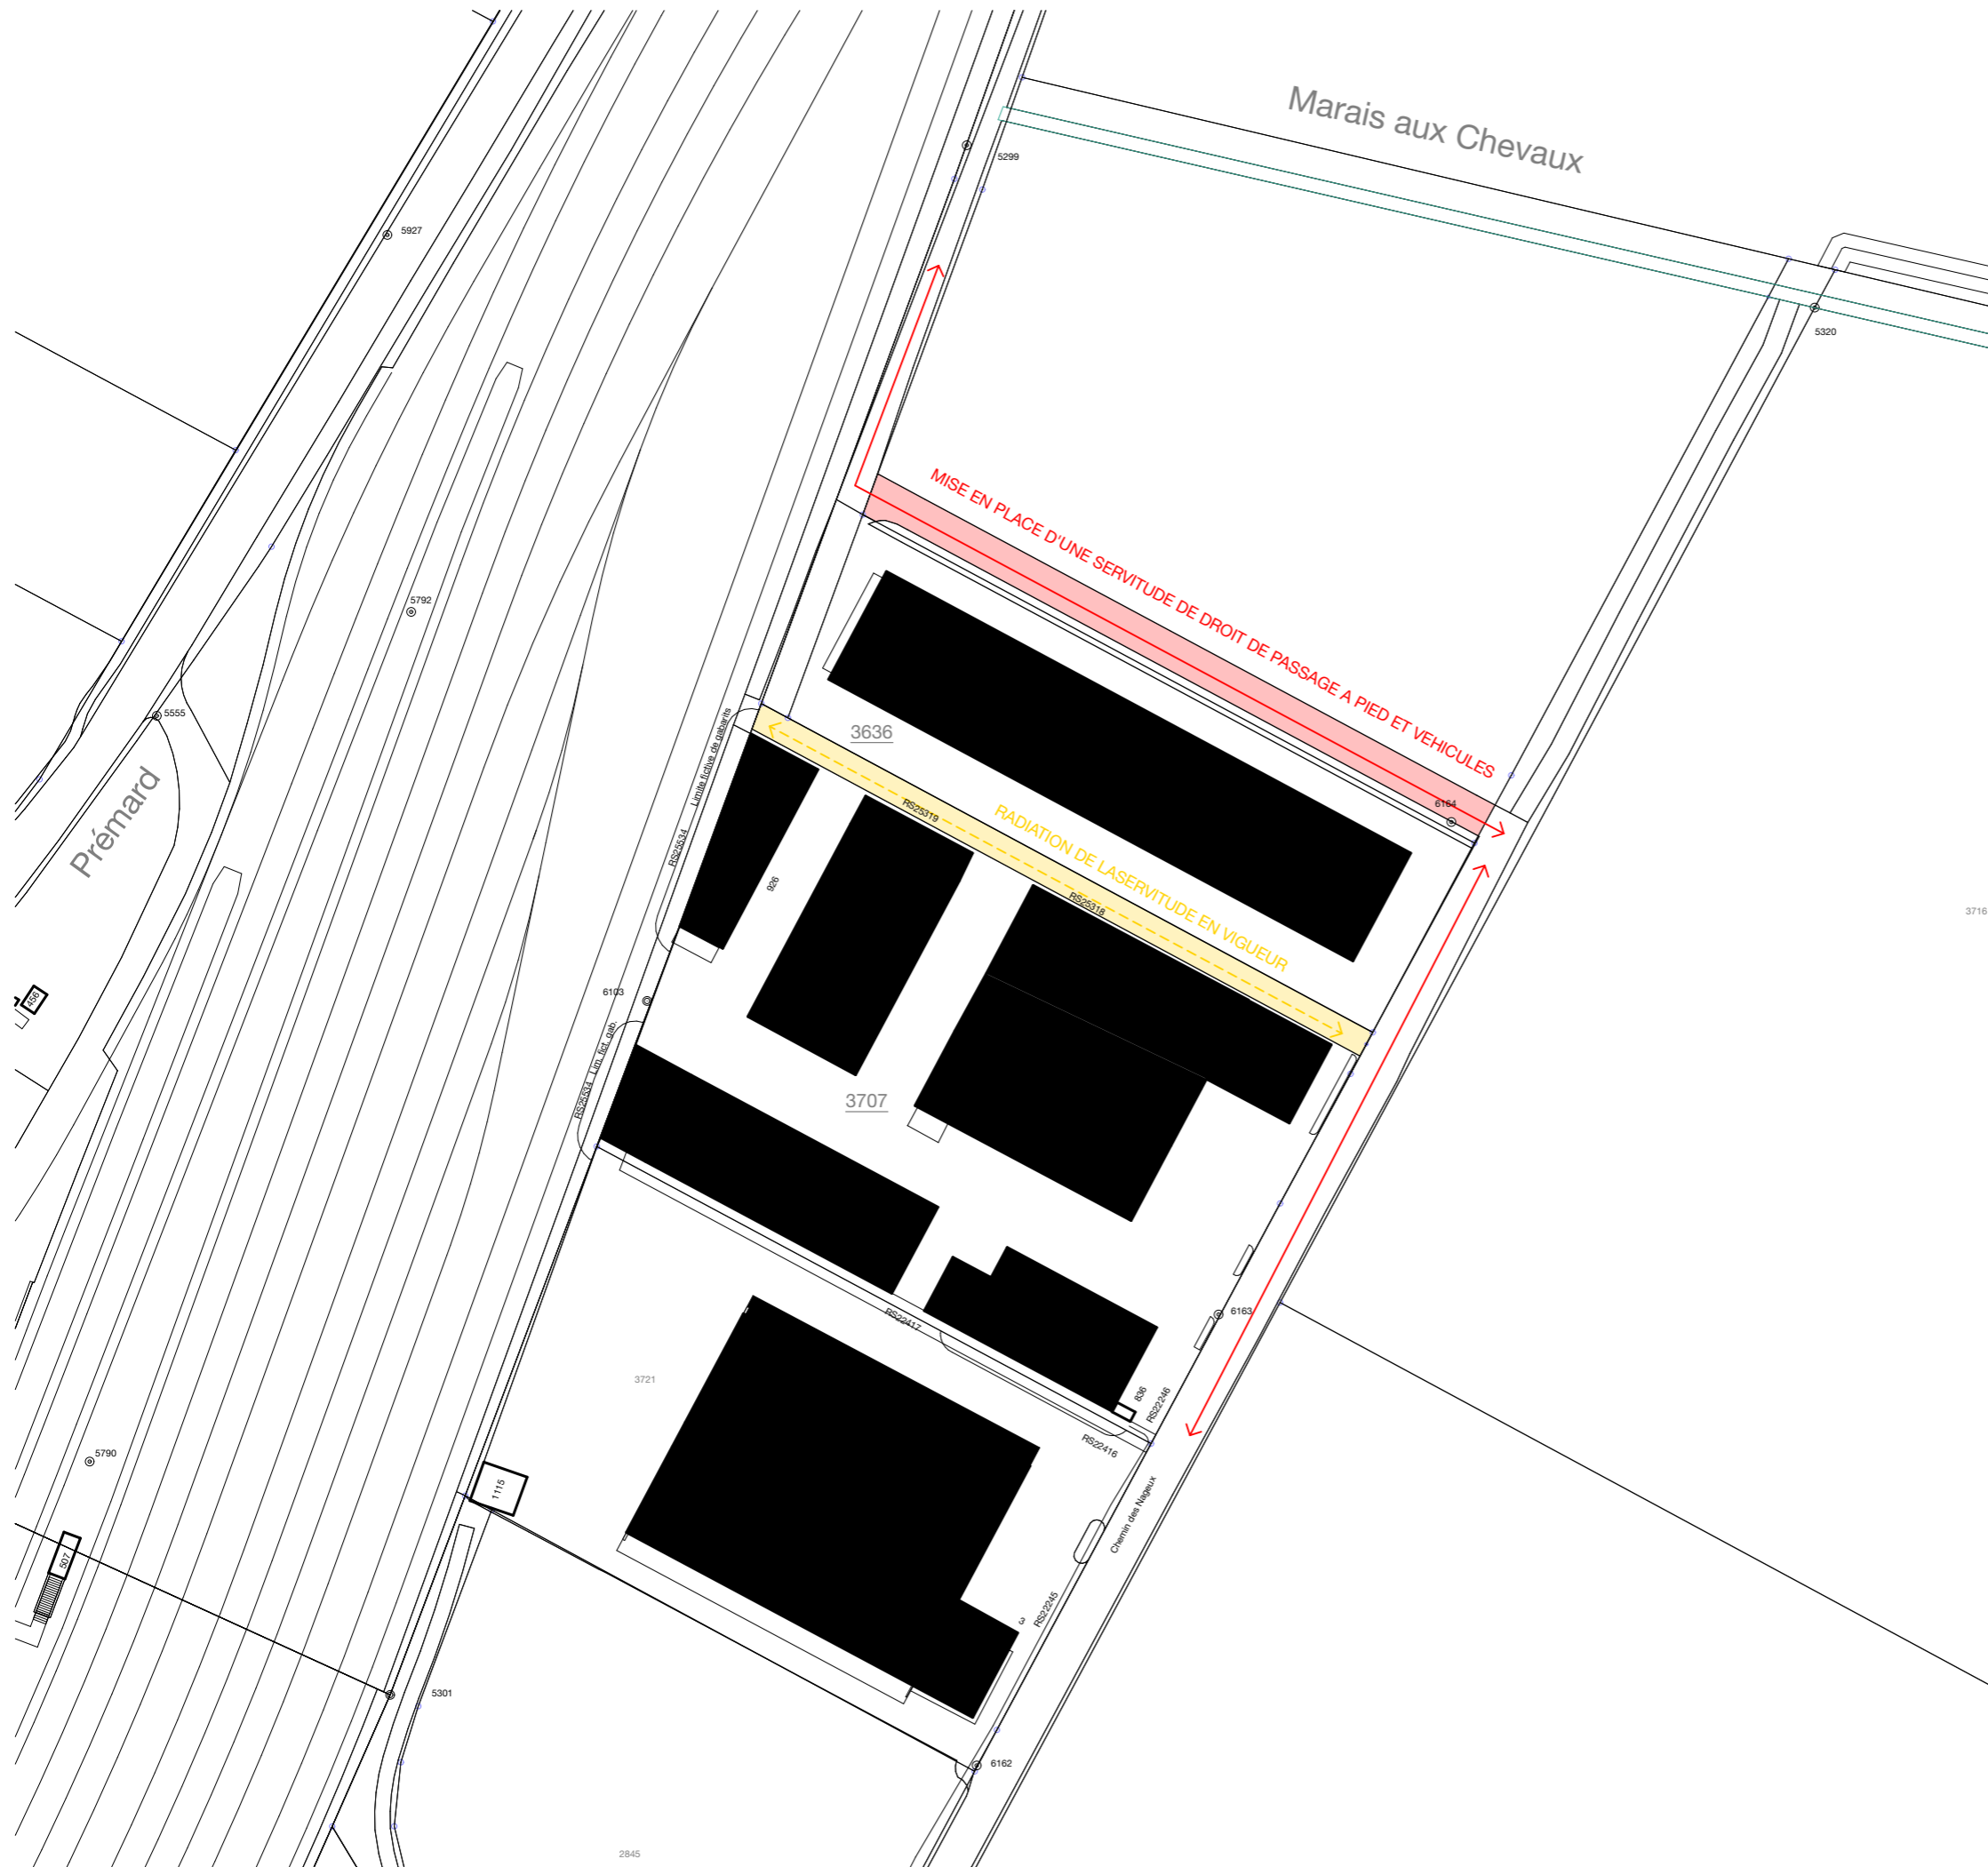 Marais aux Chevaux
5299
5927
5320
MISE EN PLACE D'UNE SERVITUDE DE DROIT DE PASSAGE A PIED ET VEHICULES
5792
5555
Prémard
3636
Limite fictive de gabarits
RS25534
RS25319
RADIATION DE LASERVITUDE EN VIGUEUR
6164
926
RS25318
3716
456
6103
Lim. fict. gab.
RS25534
3707
6163
RS22417
3721
836
RS22246
RS22416
5790
1115
Chemin des Nageux
507
3
RS22245
5301
6162
2845